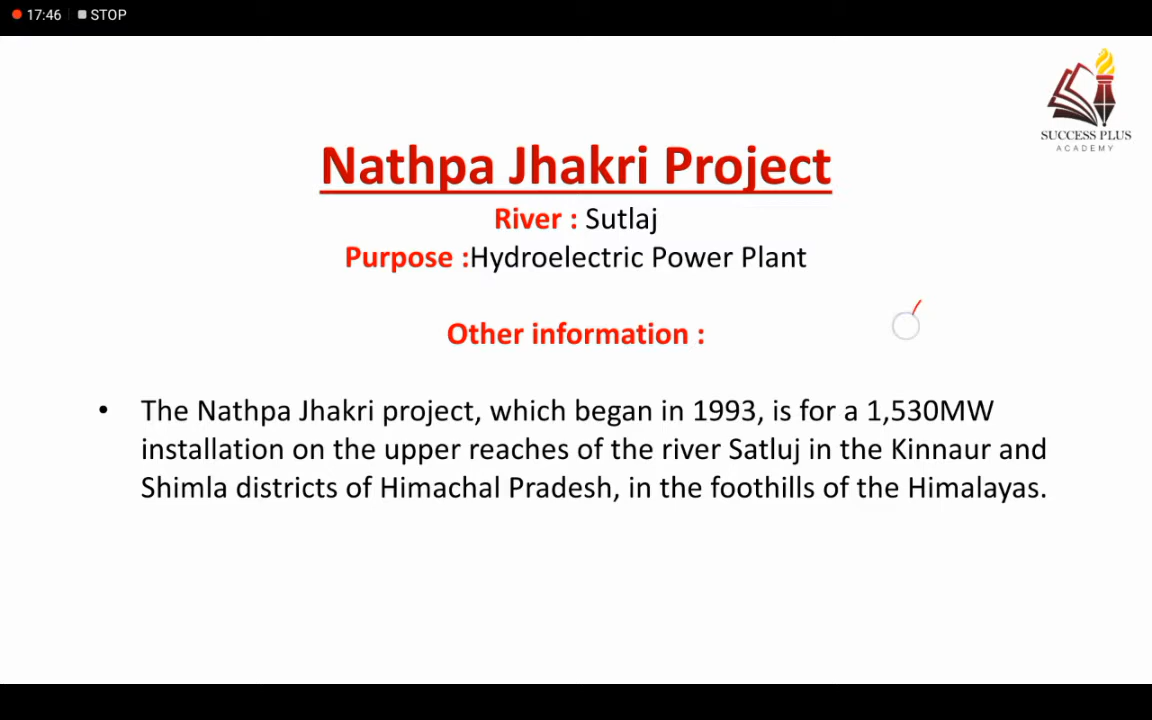 17:46 STOP
SUCCESS PLUS
ACADEMY
Nathpa Jhakri Project
River : Sutlaj
Purpose :Hydroelectric Power Plant
Other information :
• The Nathpa Jhakri project, which began in 1993, is for a 1,530MW
installation on the upper reaches of the river Satluj in the Kinnaur and
Shimla districts of Himachal Pradesh, in the foothills of the Himalayas.